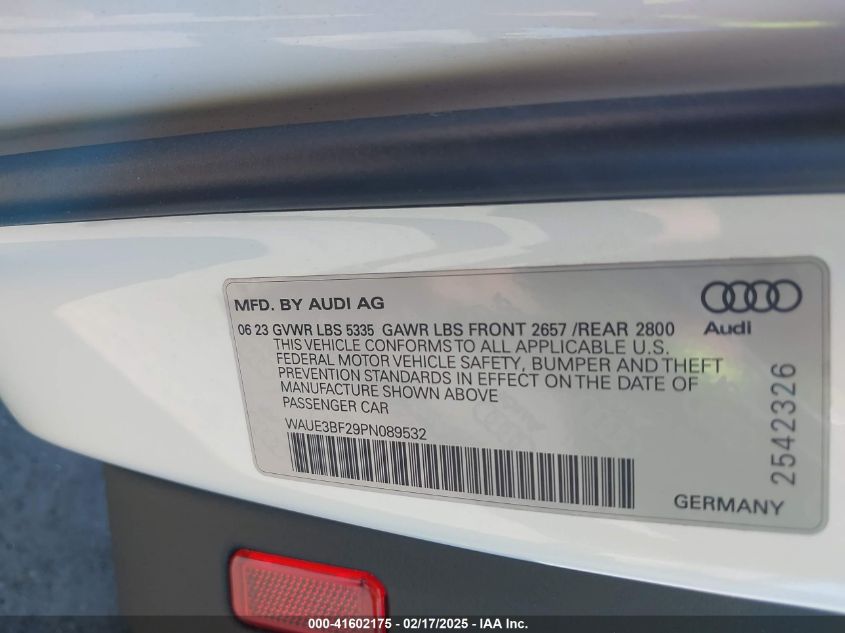 MFD. BY AUDI AG
06 23 GVWR LBS 5335 GAWR LBS FRONT 2657 /REAR 2800
THIS VEHICLE CONFORMS TO ALL APPLICABLE U.S.
FEDERAL MOTOR VEHICLE SAFETY, BUMPER AND THEFT
PREVENTION STANDARDS IN EFFECT ON THE DATE OF
MANUFACTURE SHOWN ABOVE
PASSENGER CAR
WAUE3BF29PN089532
Audi
2542326
GERMANY
000-41602175 — 02/17/2025 — IAA Inc.